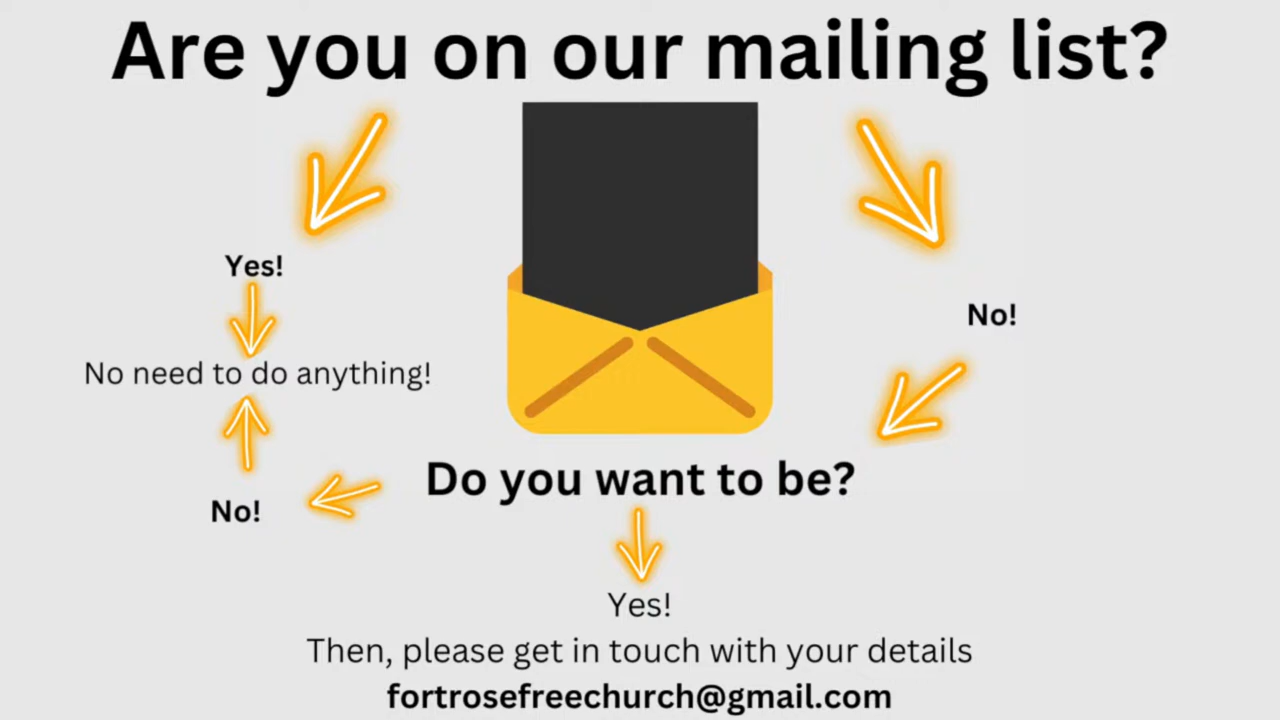 Are you on our mailing list?
Yes!
No!
No need to do anything!
Do you want to be?
No!
Yes!
Then, please get in touch with your details
fortrosefreechurch@gmail.com